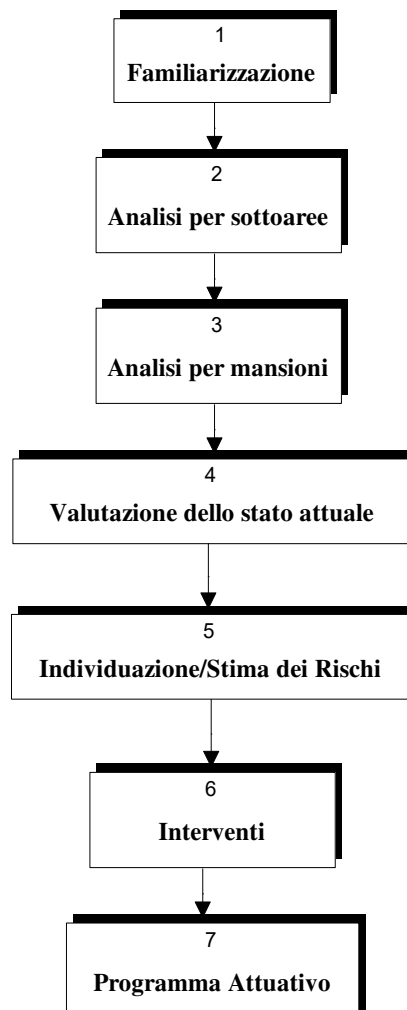 1
Familiarizzazione
2
Analisi per sottoaree
3
Analisi per mansioni
4
Valutazione dello stato attuale
5
Individuazione/Stima dei Rischi
6
Interventi
7
Programma Attuativo